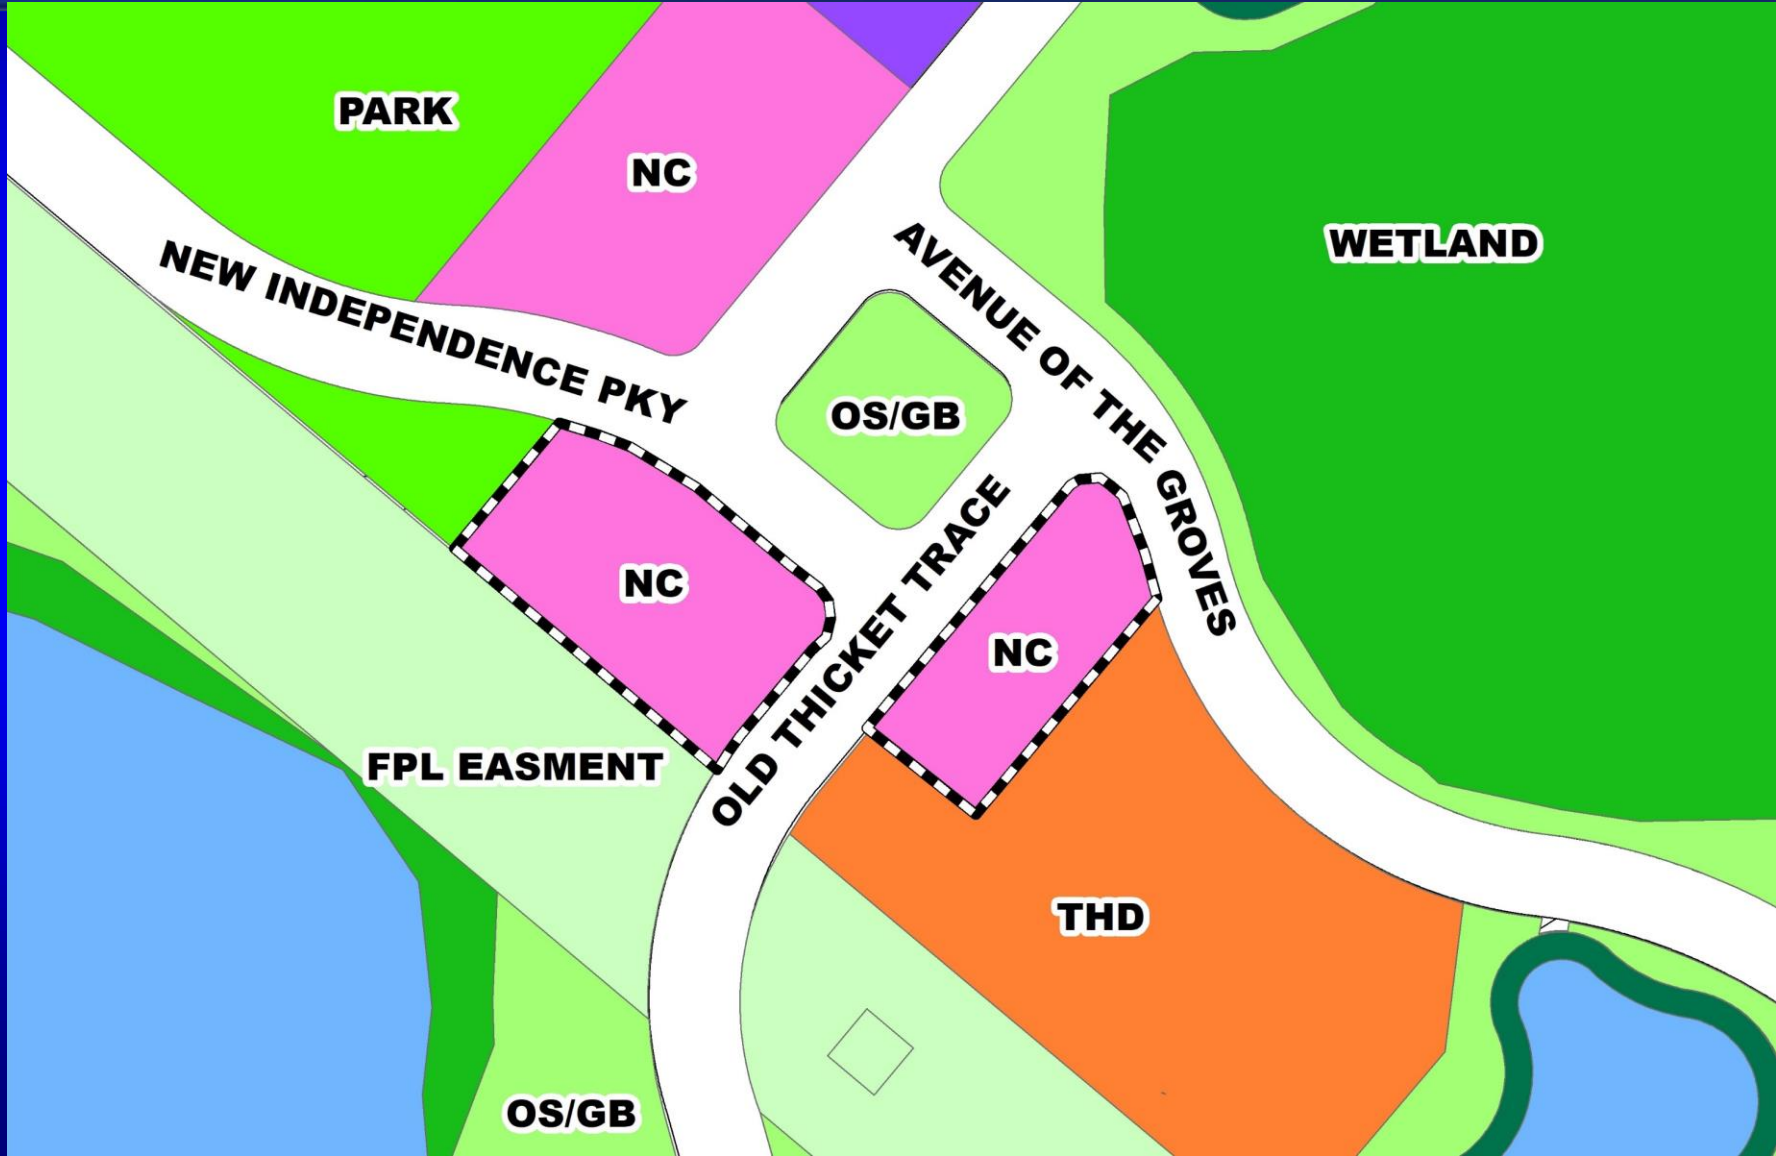 PARK
NC
WETLAND
NEW INDEPENDENCE PKY
AVENUE OF THE GROVES
OS/GB
NC
OLD THICKET TRACE
NC
FPL EASMENT
THD
OS/GB